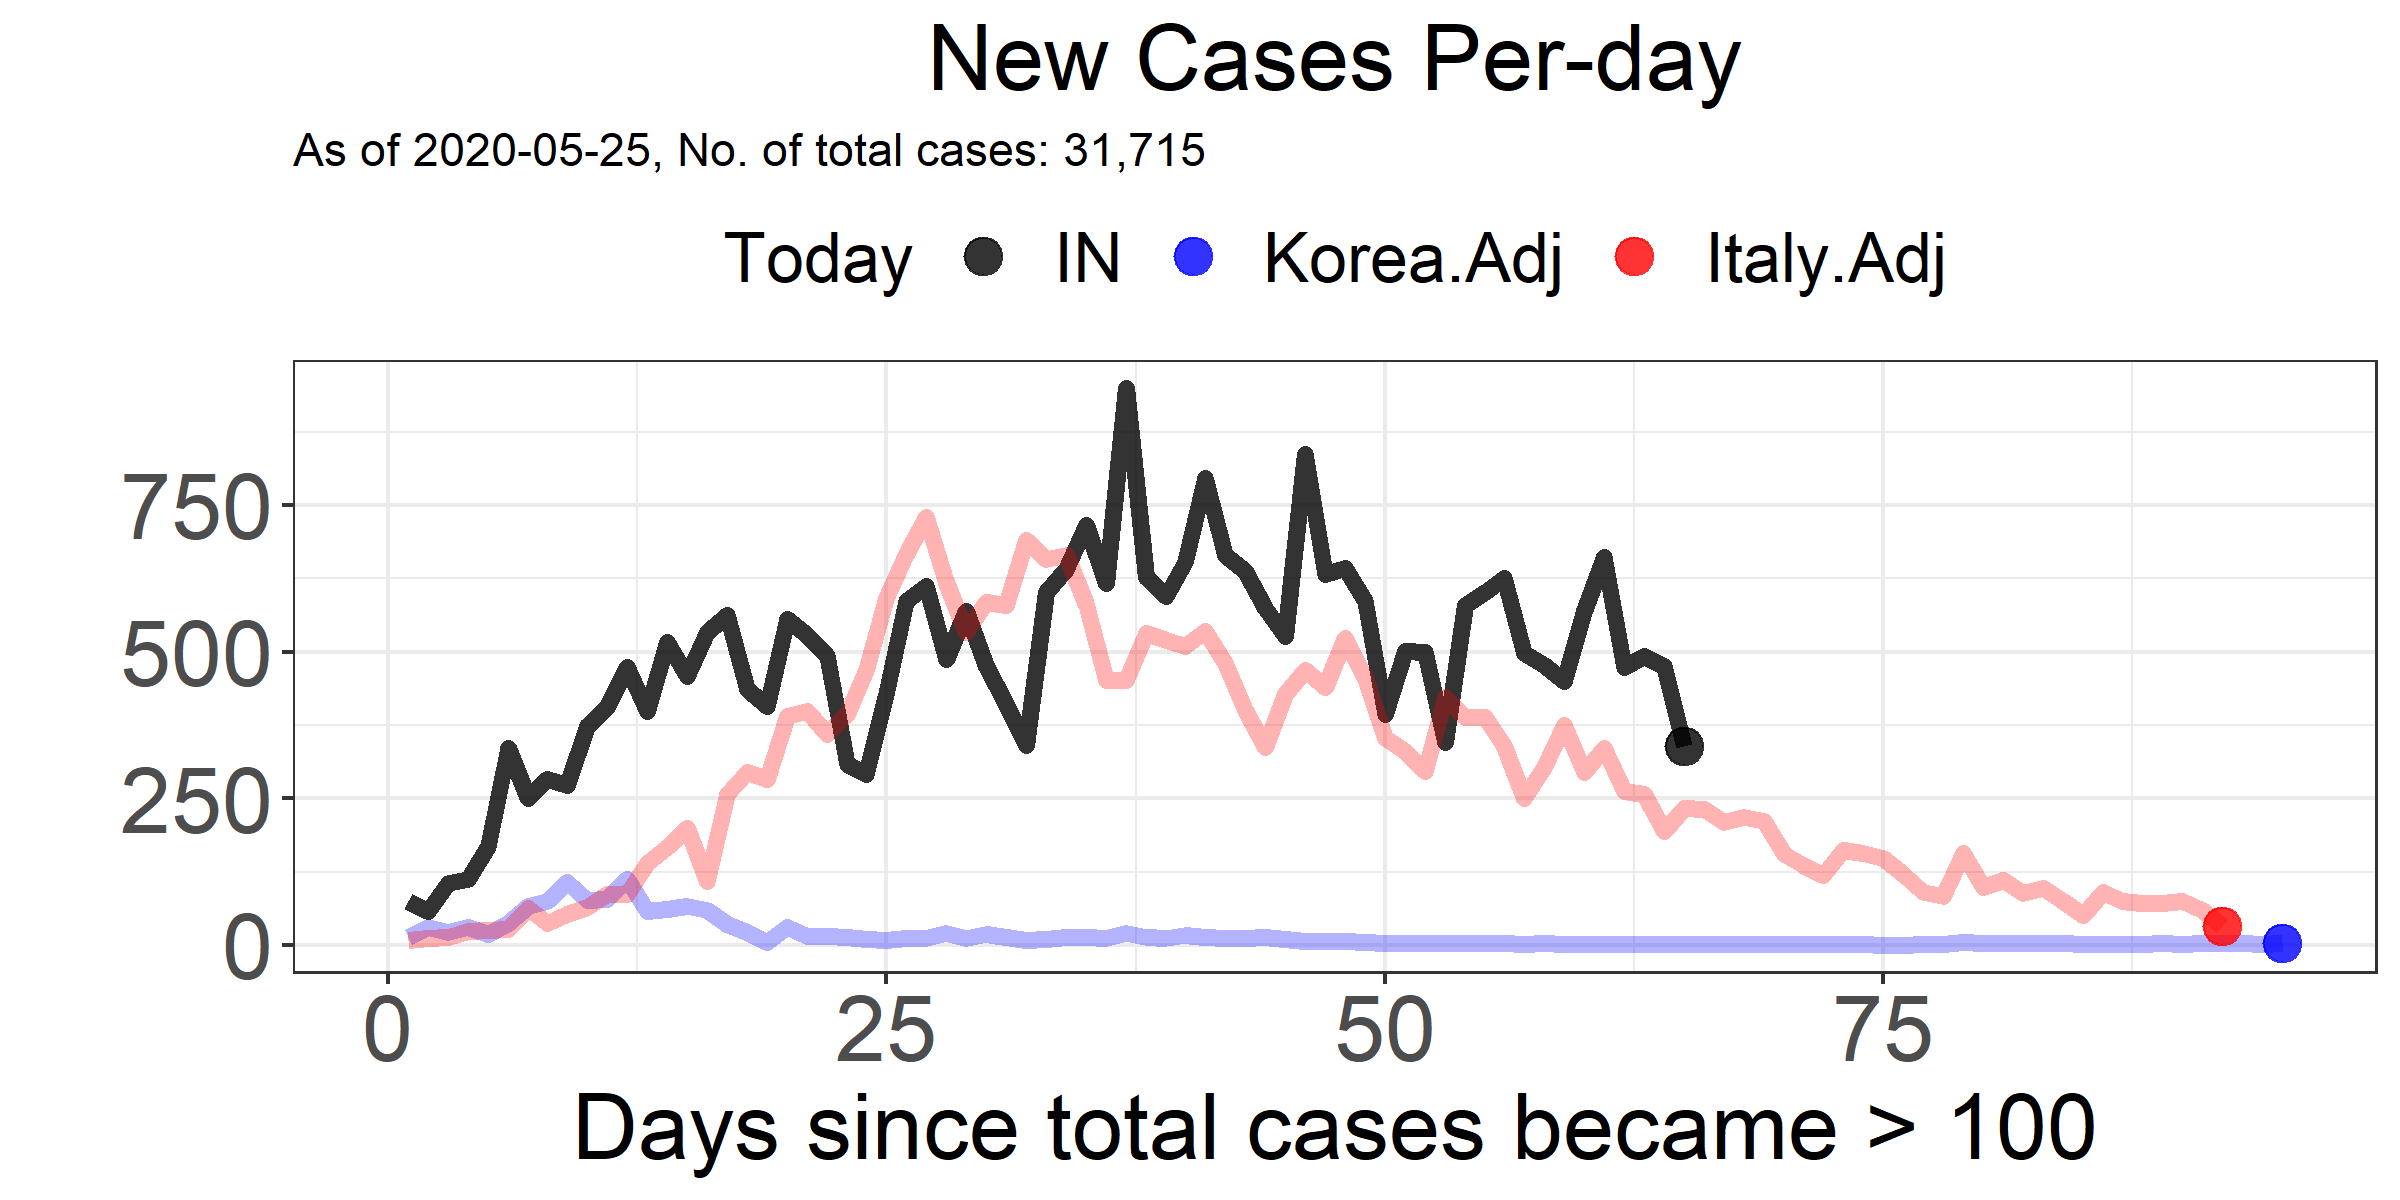 New Cases Per-day
As of 2020-05-25, No. of total cases: 31,715
Today IN Korea.Adj Italy.Adj
750
500
250
0
0 25 50 75
Days since total cases became > 100